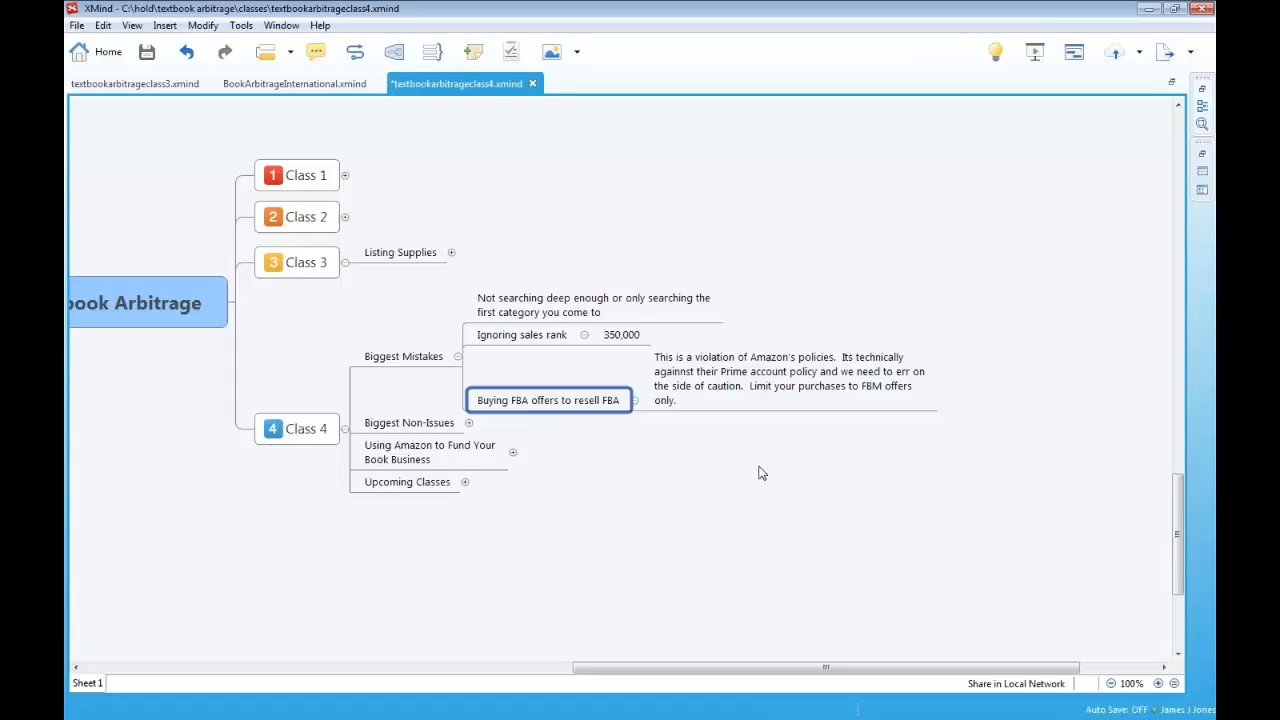 XMind - C:\hold\textbook arbitrage\classes\textbookarbitrageclass4.xmind
File Edit View Insert Modify Tools Window Help
Home
textbookarbitrageclass3.xmind BookArbitrageInternational.xmind *textbookarbitrageclass4.xmind
1 Class 1
2 Class 2
3 Class 3
Listing Supplies
book Arbitrage
Not searching deep enough or only searching the
first category you come to
Ignoring sales rank 350,000
Biggest Mistakes
This is a violation of Amazon's policies. Its technically
againnst their Prime account policy and we need to err on
the side of caution. Limit your purchases to FBM offers
only.
Buying FBA offers to resell FBA
4 Class 4
Biggest Non-Issues
Using Amazon to Fund Your
Book Business
Upcoming Classes
Sheet 1
Share in Local Network
100%
Auto Save: OFF
James J Jones